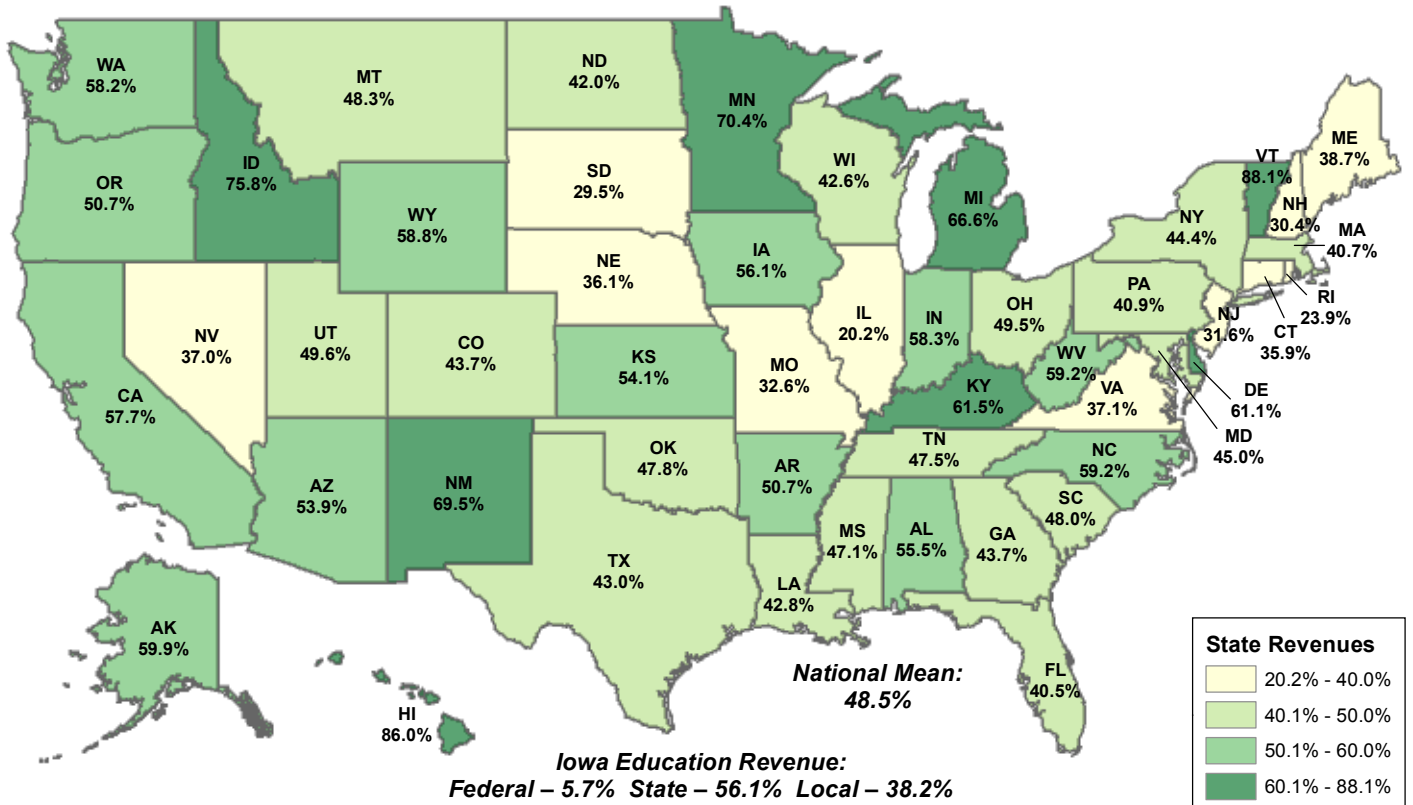 WA
58.2%
MT
48.3%
ND
42.0%
MN
70.4%
ID
75.8%
OR
50.7%
SD
29.5%
WI
42.6%
MI
66.6%
VT
88.1%
ME
38.7%
NH
30.4%
NY
44.4%
MA
40.7%
WY
58.8%
IA
56.1%
NE
36.1%
PA
40.9%
RI
23.9%
CT
35.9%
NJ
31.6%
NV
37.0%
UT
49.6%
CO
43.7%
IL
20.2%
IN
58.3%
OH
49.5%
KS
54.1%
MO
32.6%
WV
59.2%
VA
37.1%
DE
61.1%
MD
45.0%
KY
61.5%
CA
57.7%
AZ
53.9%
NM
69.5%
OK
47.8%
AR
50.7%
TN
47.5%
NC
59.2%
SC
48.0%
MS
47.1%
AL
55.5%
GA
43.7%
TX
43.0%
LA
42.8%
FL
40.5%
AK
59.9%
HI
86.0%
National Mean:
48.5%
Iowa Education Revenue:
Federal – 5.7% State – 56.1% Local – 38.2%
State Revenues
20.2% - 40.0%
40.1% - 50.0%
50.1% - 60.0%
60.1% - 88.1%